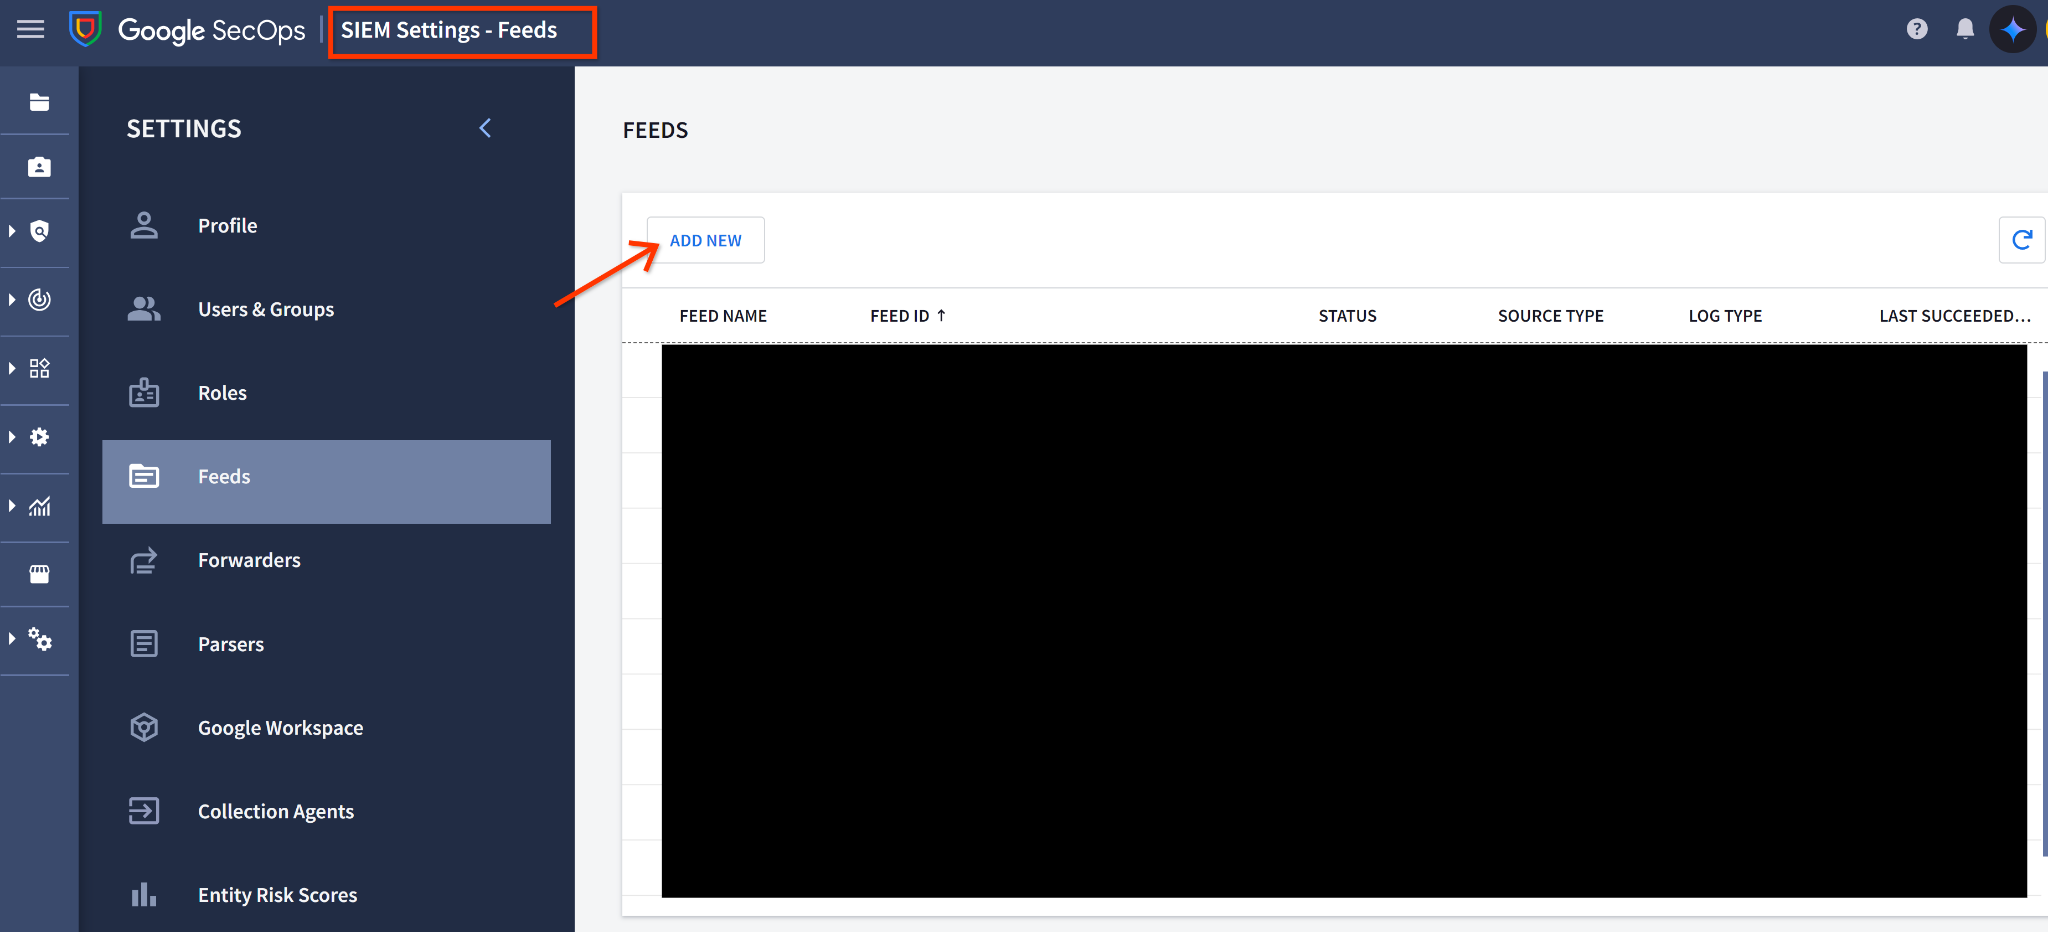 Google SecOps
SIEM Settings - Feeds
SETTINGS
Profile
Users & Groups
Roles
Feeds
Forwarders
Parsers
Google Workspace
Collection Agents
Entity Risk Scores
FEEDS
ADD NEW
FEED NAME FEED ID ↑ STATUS SOURCE TYPE LOG TYPE LAST SUCCEEDED...